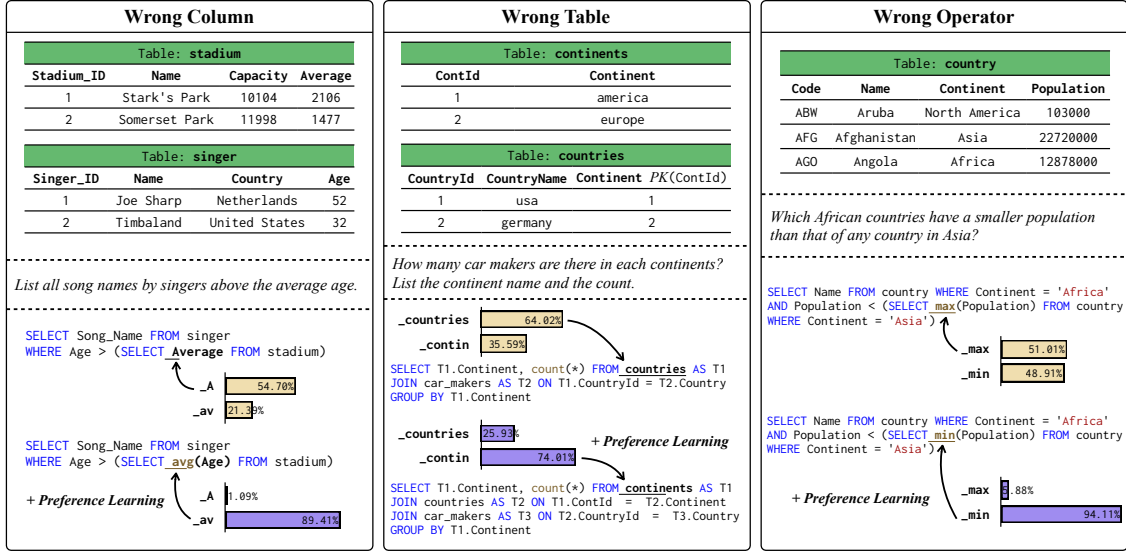 Wrong Column
Table: stadium
Stadium_ID Name Capacity Average
1 Stark's Park 10104 2106
2 Somerset Park 11998 1477
Table: singer
Singer_ID Name Country Age
1 Joe Sharp Netherlands 52
2 Timbaland United States 32
List all song names by singers above the average age.
SELECT Song_Name FROM singer
WHERE Age > (SELECT Average FROM stadium)
_A 54.70%
_av 21.39%
SELECT Song_Name FROM singer
WHERE Age > (SELECT avg(Age) FROM stadium)
+ Preference Learning
_A 1.09%
_av 89.41%
Wrong Table
Table: continents
ContId Continent
1 america
2 europe
Table: countries
CountryId CountryName Continent PK(ContId)
1 usa 1
2 germany 2
How many car makers are there in each continents?
List the continent name and the count.
_countries 64.02%
_contin 35.59%
SELECT T1.Continent, count(*) FROM countries AS T1
JOIN car_makers AS T2 ON T1.CountryId = T2.Country
GROUP BY T1.Continent
_countries 25.93%
+ Preference Learning
_contin 74.01%
SELECT T1.Continent, count(*) FROM continents AS T1
JOIN countries AS T2 ON T1.ContId = T2.Continent
JOIN car_makers AS T3 ON T2.CountryId = T3.Country
GROUP BY T1.Continent
Wrong Operator
Table: country
Code Name Continent Population
ABW Aruba North America 103000
AFG Afghanistan Asia 22720000
AGO Angola Africa 12878000
Which African countries have a smaller population
than that of any country in Asia?
SELECT Name FROM country WHERE Continent = 'Africa'
AND Population < (SELECT max(Population) FROM country
WHERE Continent = 'Asia')
_max 51.01%
_min 48.91%
SELECT Name FROM country WHERE Continent = 'Africa'
AND Population < (SELECT min(Population) FROM country
WHERE Continent = 'Asia')
+ Preference Learning
_max .88%
_min 94.11%